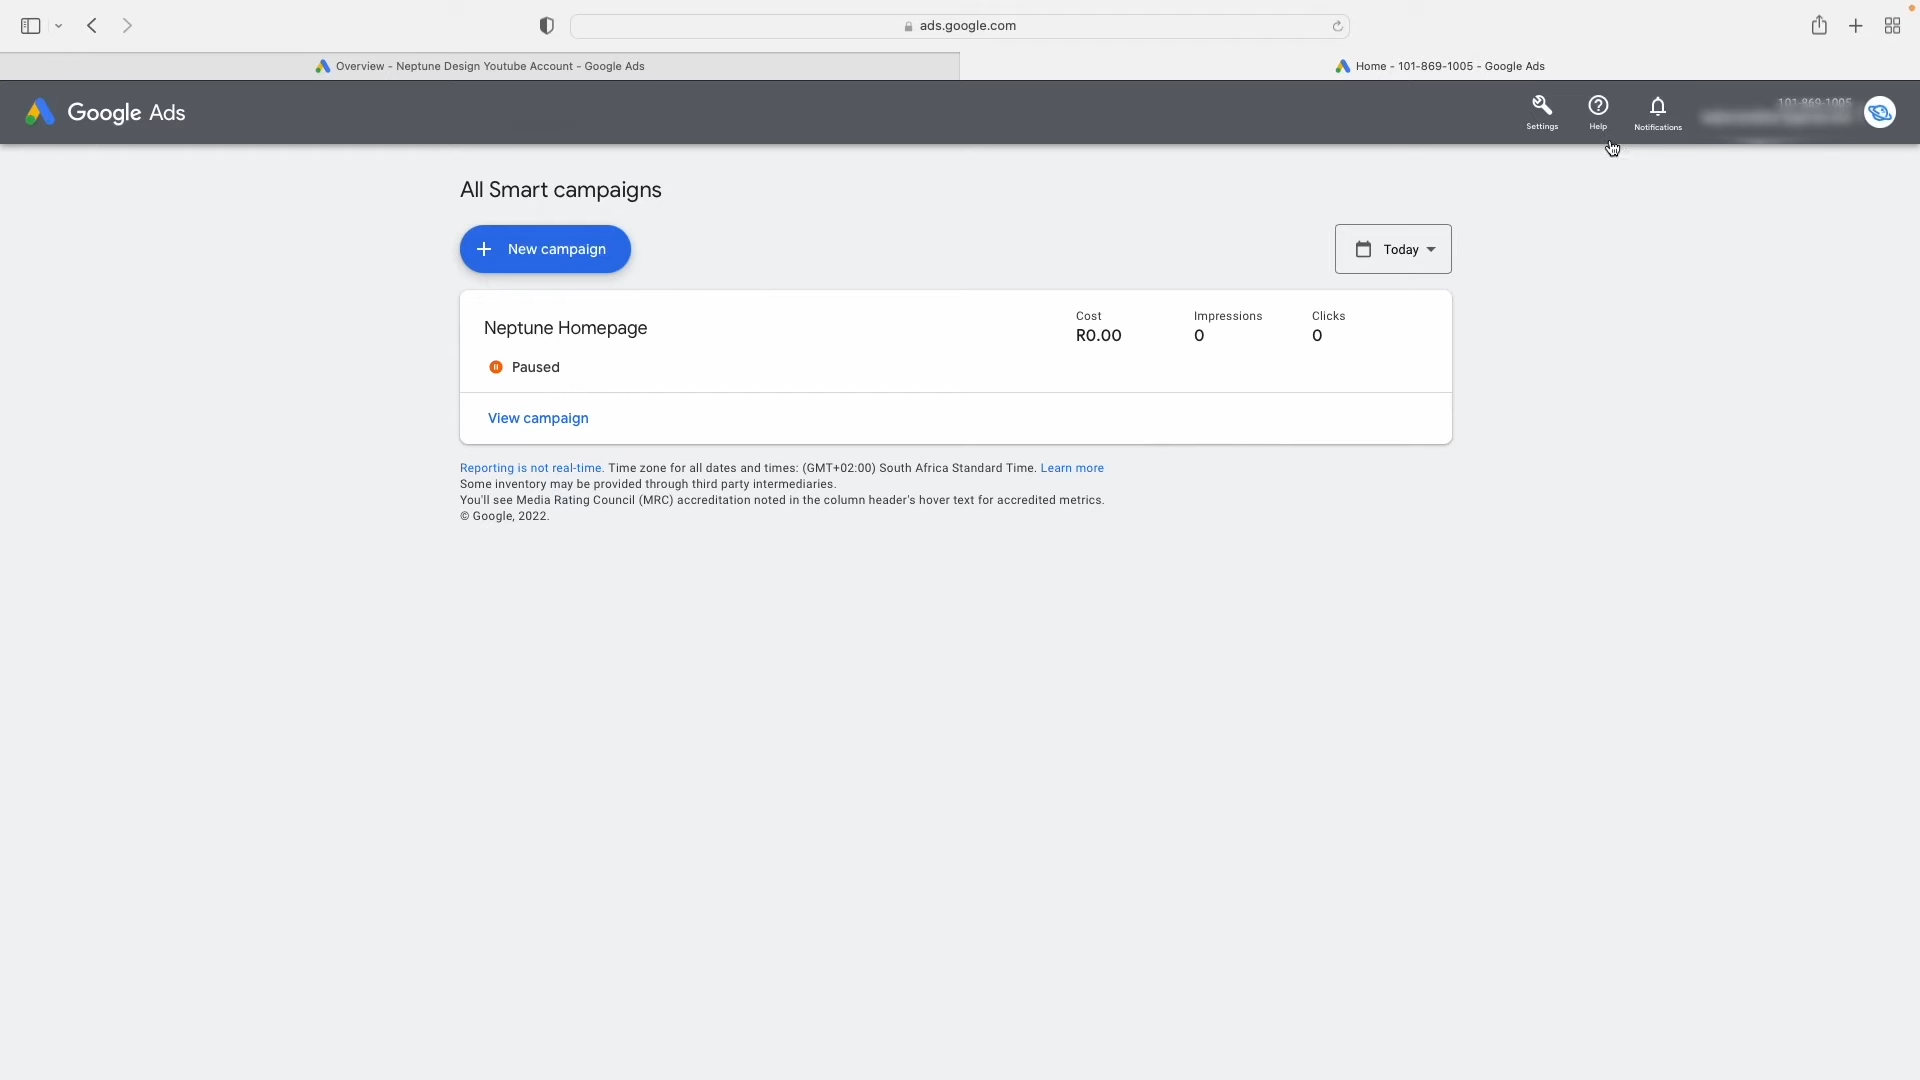 ads.google.com
Overview - Neptune Design Youtube Account - Google Ads
Home - 101-869-1005 - Google Ads
Google Ads
Settings
Help
Notifications
101-869-1005
All Smart campaigns
New campaign
Today
Neptune Homepage
Paused
Cost
R0.00
Impressions
0
Clicks
0
View campaign
Reporting is not real-time. Time zone for all dates and times: (GMT+02:00) South Africa Standard Time. Learn more
Some inventory may be provided through third party intermediaries.
You'll see Media Rating Council (MRC) accreditation noted in the column header's hover text for accredited metrics.
© Google, 2022.